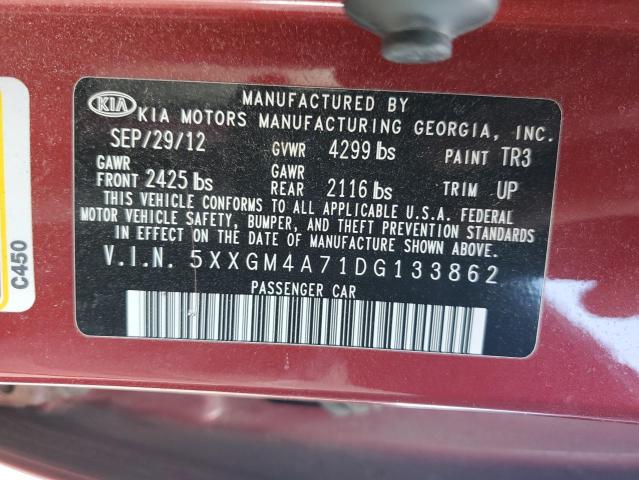 KIA
MANUFACTURED BY
KIA MOTORS MANUFACTURING GEORGIA, INC.
SEP/29/12 GVWR 4299 lbs PAINT TR3
GAWR FRONT 2425 lbs GAWR REAR 2116 lbs TRIM UP
THIS VEHICLE CONFORMS TO ALL APPLICABLE U.S.A. FEDERAL
MOTOR VEHICLE SAFETY, BUMPER, AND THEFT PREVENTION STANDARDS
IN EFFECT ON THE DATE OF MANUFACTURE SHOWN ABOVE.
V.I.N. 5XXGM4A71DG133862
PASSENGER CAR
C450